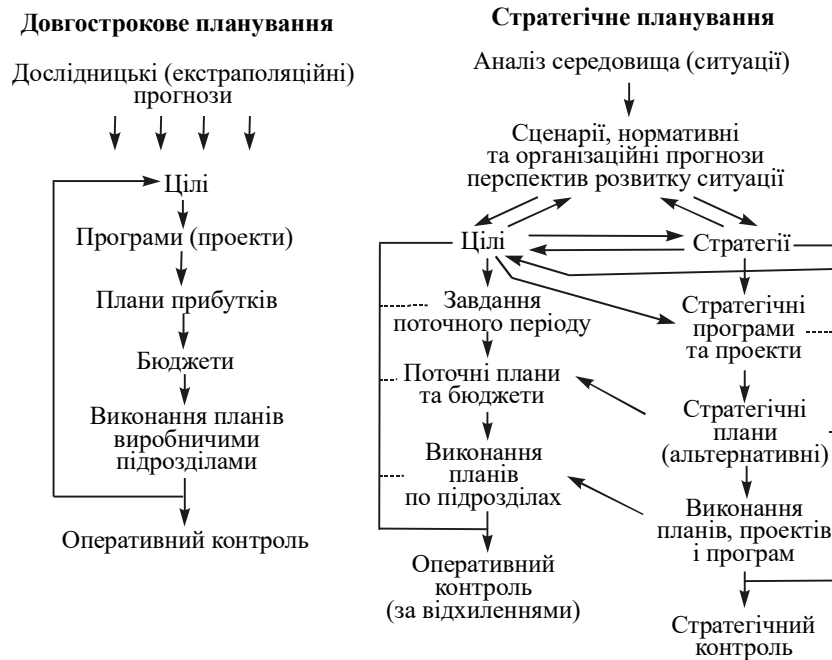 Довгострокове планування
Дослідницькі (екстраполяційні)
прогнози
Цілі
Програми (проекти)
Плани прибутків
Бюджети
Виконання планів
виробничими
підрозділами
Оперативний контроль
Стратегічне планування
Аналіз середовища (ситуації)
Сценарії, нормативні
та організаційні прогнози
перспектив розвитку ситуації
Цілі
Стратегії
Завдання
поточного періоду
Поточні плани
та бюджети
Виконання
планів
по підрозділах
Оперативний
контроль
(за відхиленнями)
Стратегічні
програми
та проекти
Стратегічні
плани
(альтернативні)
Виконання
планів, проектів
і програм
Стратегічний
контроль